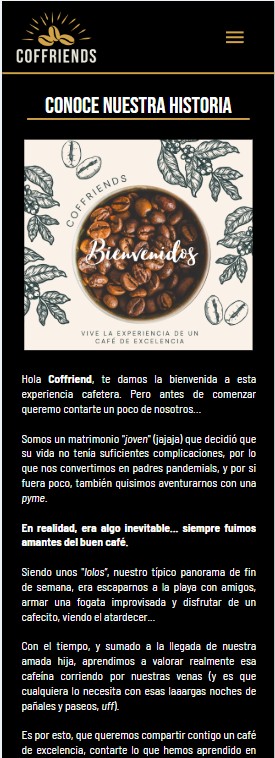 COFFRIENDS
CONOCE NUESTRA HISTORIA
COFFRIENDS
Bienvenidos
VIVE LA EXPERIENCIA DE UN
CAFÉ DE EXCELENCIA
Hola Coffriend, te damos la bienvenida a esta
experiencia cafetera. Pero antes de comenzar
queremo contarte un poco de nosotros...
Somos un matrimonio "joven" (jajaja) que decidió que
su vida no tenía suficientes complicaciones, por lo
que nos convertimos en padres pandemials, y por si
fuera poco, también quisimos aventurarnos con una
pyme.
En realidad, era algo inevitable... siempre fuimos
amantes del buen café.
Siendo unos "lolos", nuestro típico panorama de fin
de semana, era escaparnos a la playa con amigos,
armar una fogata improvisada y disfrutar de un
cafecito, viendo el atardecer...
Con el tiempo, y sumado a la llegada de nuestra
amada hija, aprendimos a valorar realmente esa
cafeína corriendo por nuestras venas (y es que
cualquiera lo necesita con esas laaargas noches de
pañales y paseos, uff).
Es por esto, que queremos compartir contigo un café
de excelencia, contarte lo que hemos aprendido en